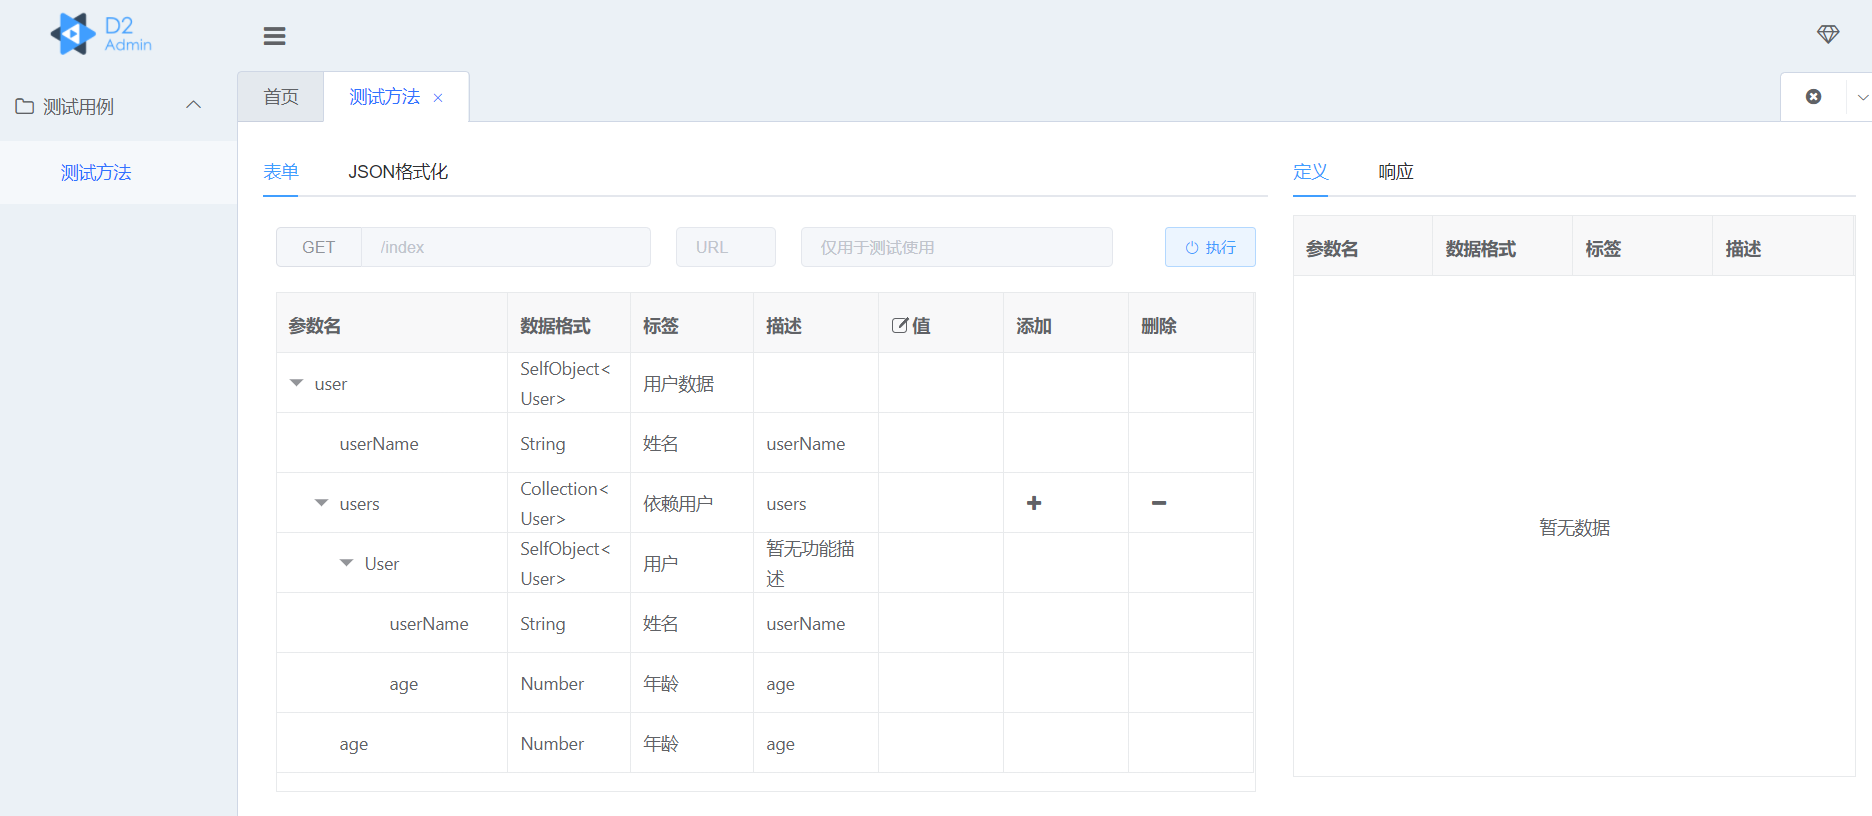 D2
Admin
测试用例
测试方法
首页
测试方法
表单
JSON格式化
GET
/index
URL
仅用于测试使用
执行
参数名 数据格式 标签 描述 值 添加 删除
user SelfObject<
User> 用户数据
userName String 姓名 userName
users Collection<
User> 依赖用户 users
User SelfObject<
User> 用户 暂无功能描
述
userName String 姓名 userName
age Number 年龄 age
age Number 年龄 age
定义
响应
参数名 数据格式 标签 描述
暂无数据